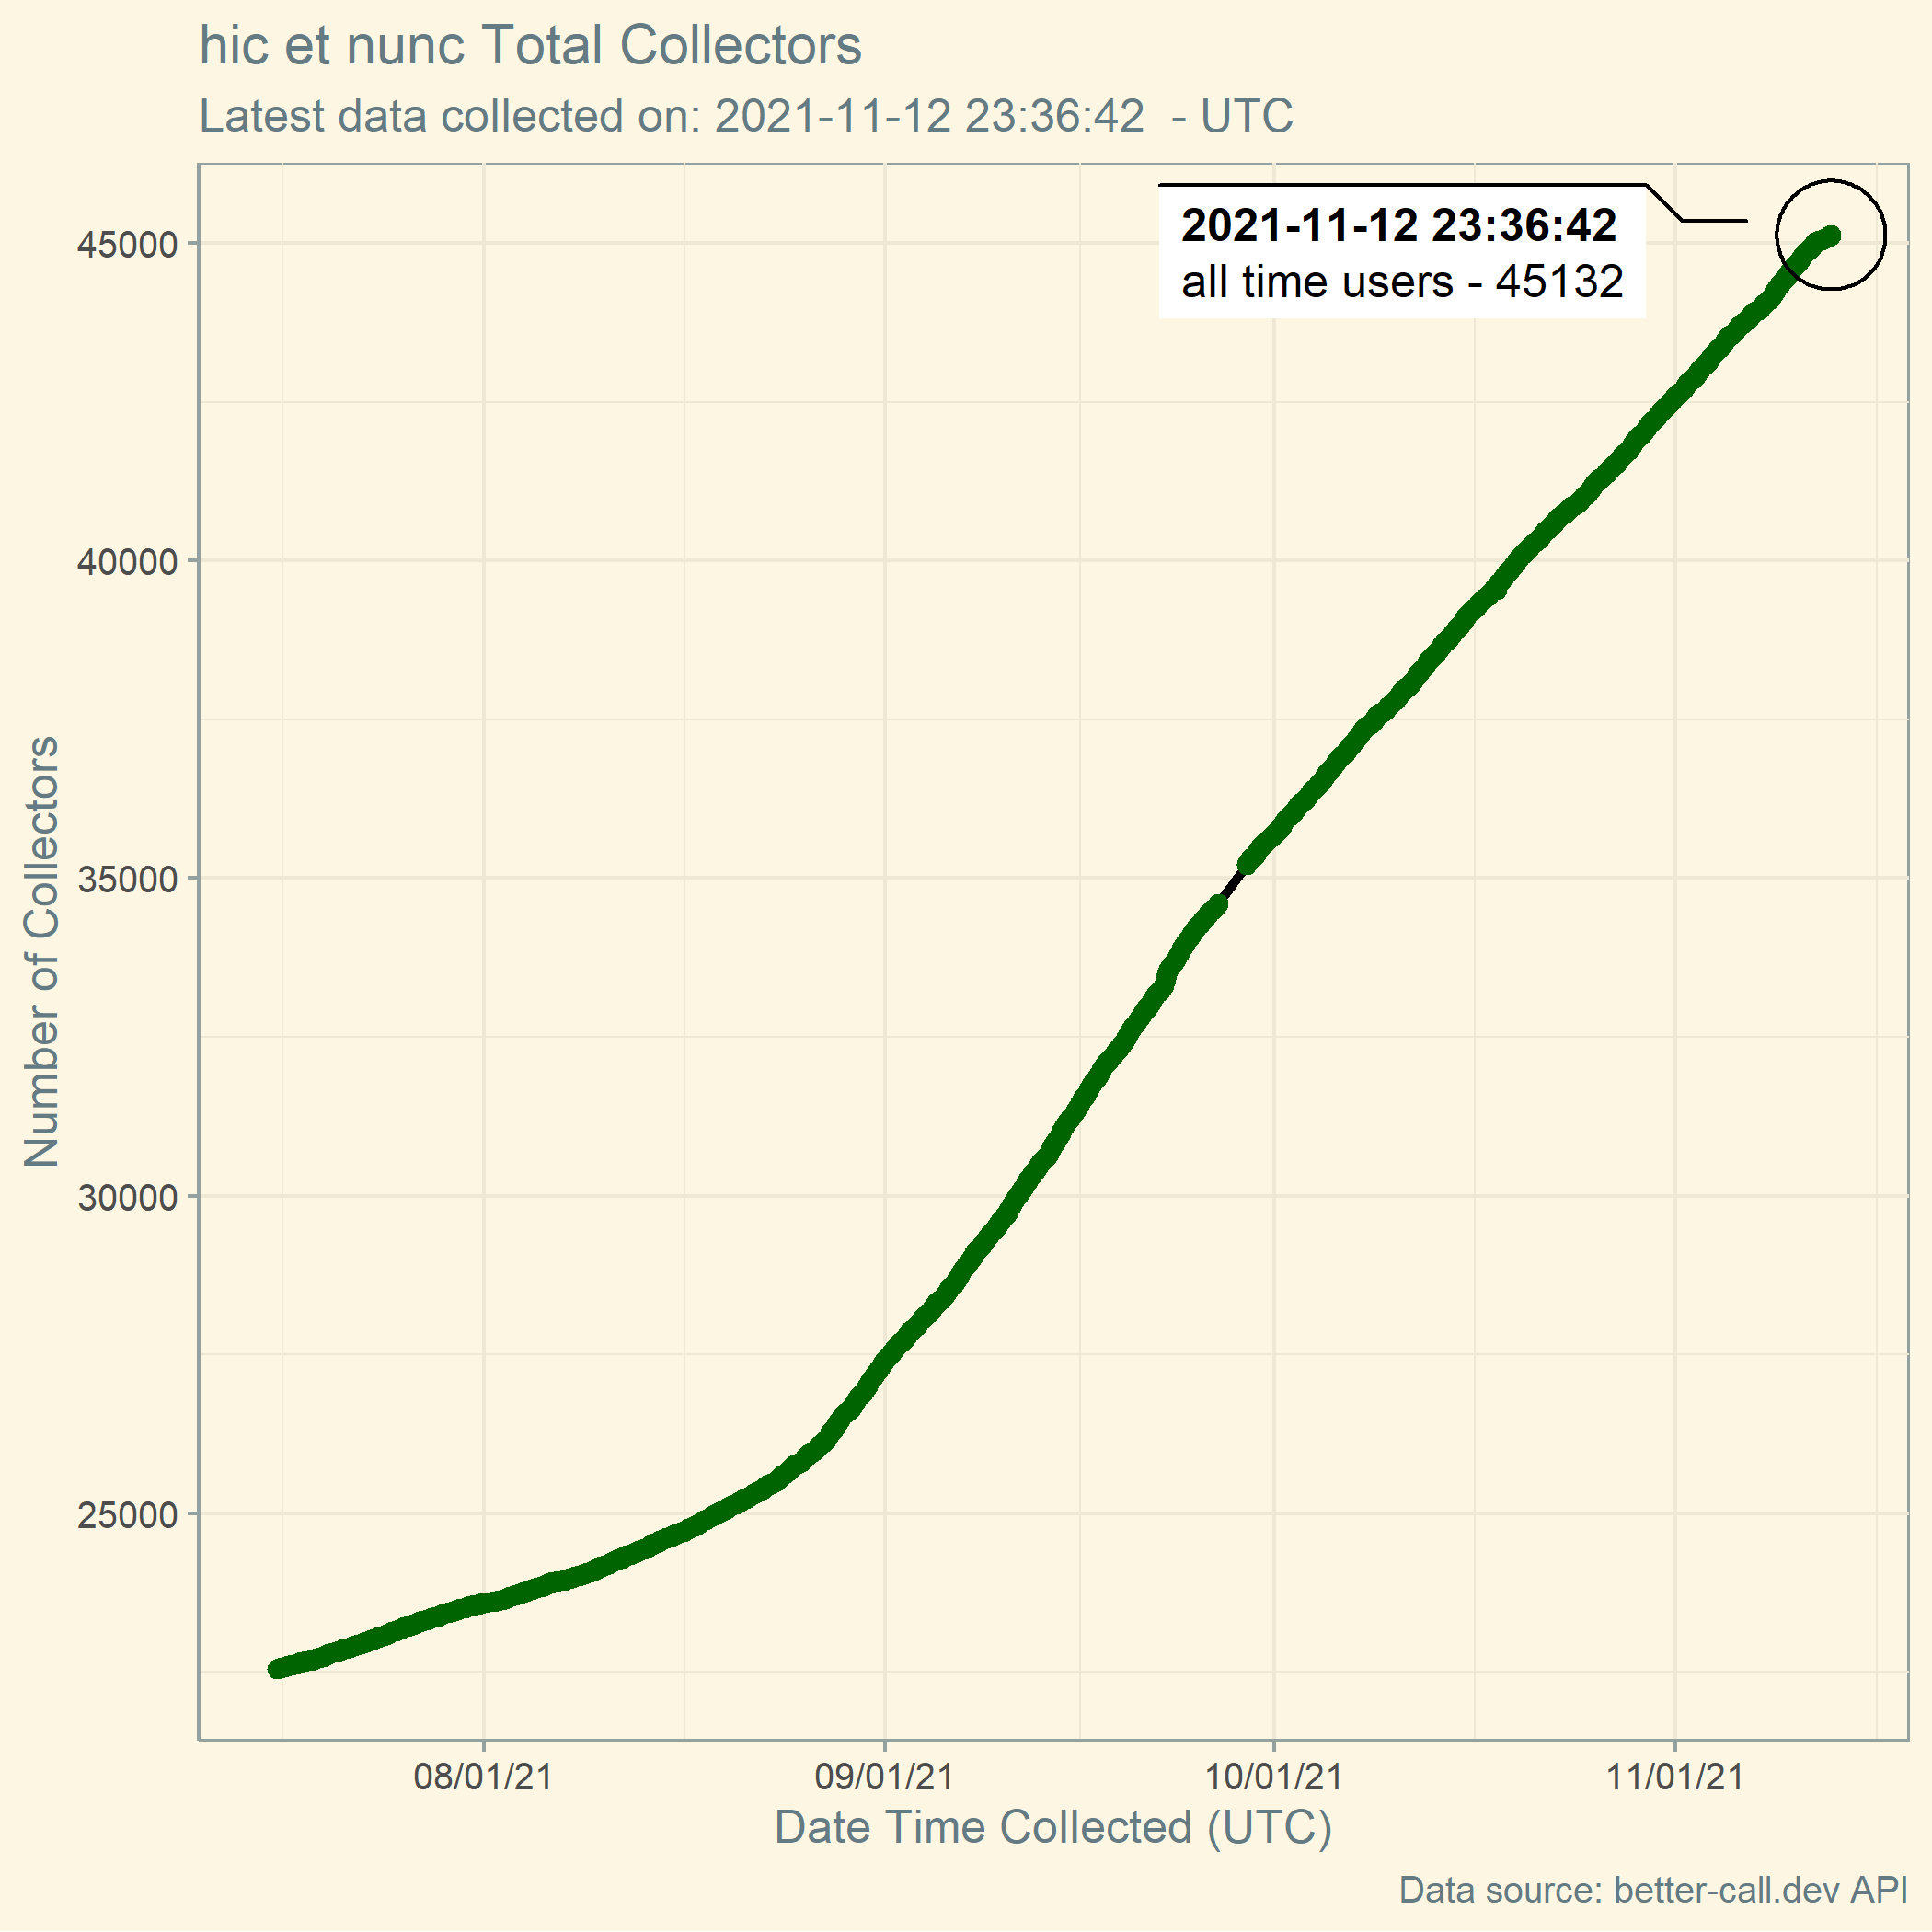 hic et nunc Total Collectors
Latest data collected on: 2021-11-12 23:36:42  - UTC
2021-11-12 23:36:42
all time users - 45132
Number of Collectors
45000
40000
35000
30000
25000
08/01/21 09/01/21 10/01/21 11/01/21
Date Time Collected (UTC)
Data source: better-call.dev API